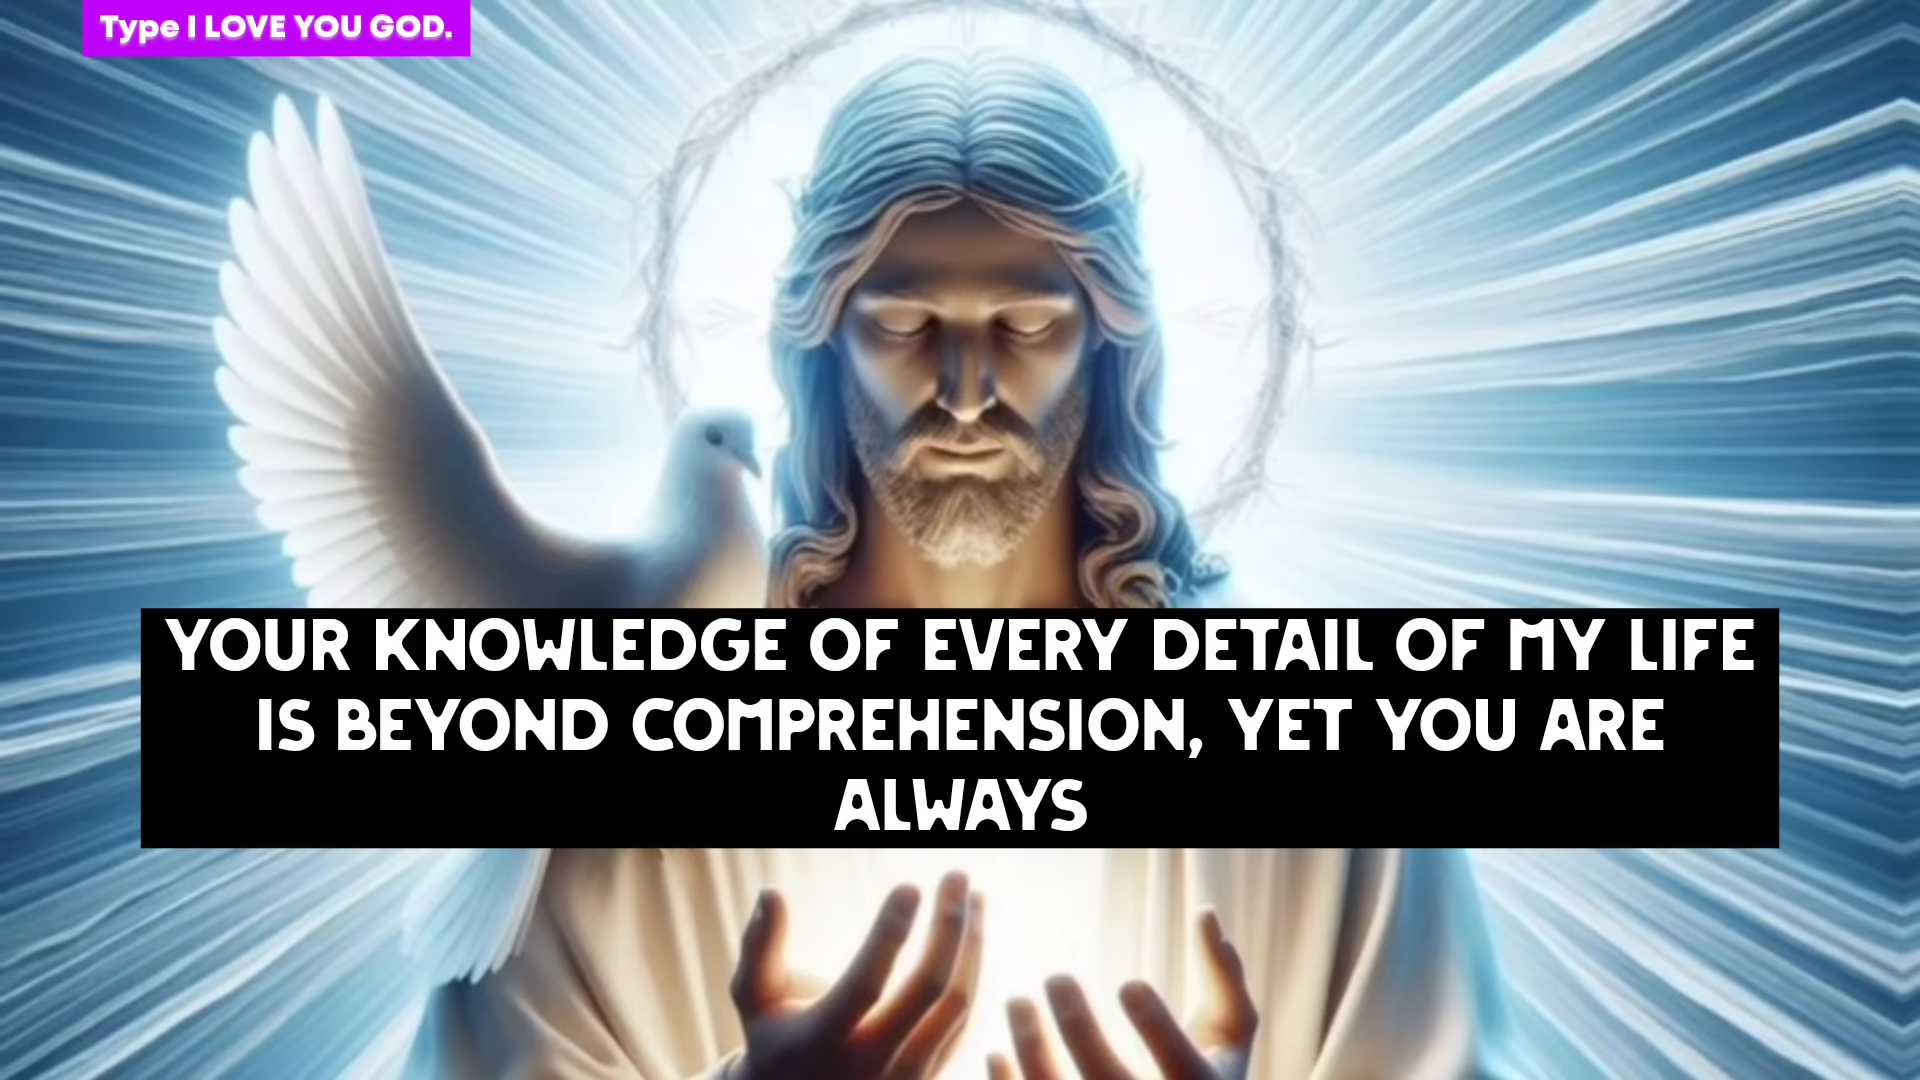 Type I LOVE YOU GOD.
YOUR KNOWLEDGE OF EVERY DETAIL OF MY LIFE
IS BEYOND COMPREHENSION, YET YOU ARE
ALWAYS